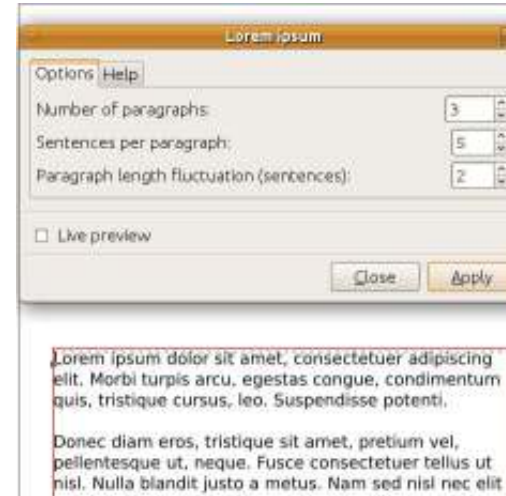 Lorem ipsum
Options Help
Number of paragraphs: 3
Sentences per paragraph: 5
Paragraph length fluctuation (sentences): 2
Live preview
Close Apply
Lorem ipsum dolor sit amet, consectetuer adipiscing
elit. Morbi turpis arcu, egestas congue, condimentum
quis, tristique cursus, leo. Suspendisse potenti.
Donec diam eros, tristique sit amet, pretium vel,
pellentesque ut, neque. Fusce consectetuer tellus ut
nisl. Nulla blandit justo a metus. Nam sed nisl nec elit